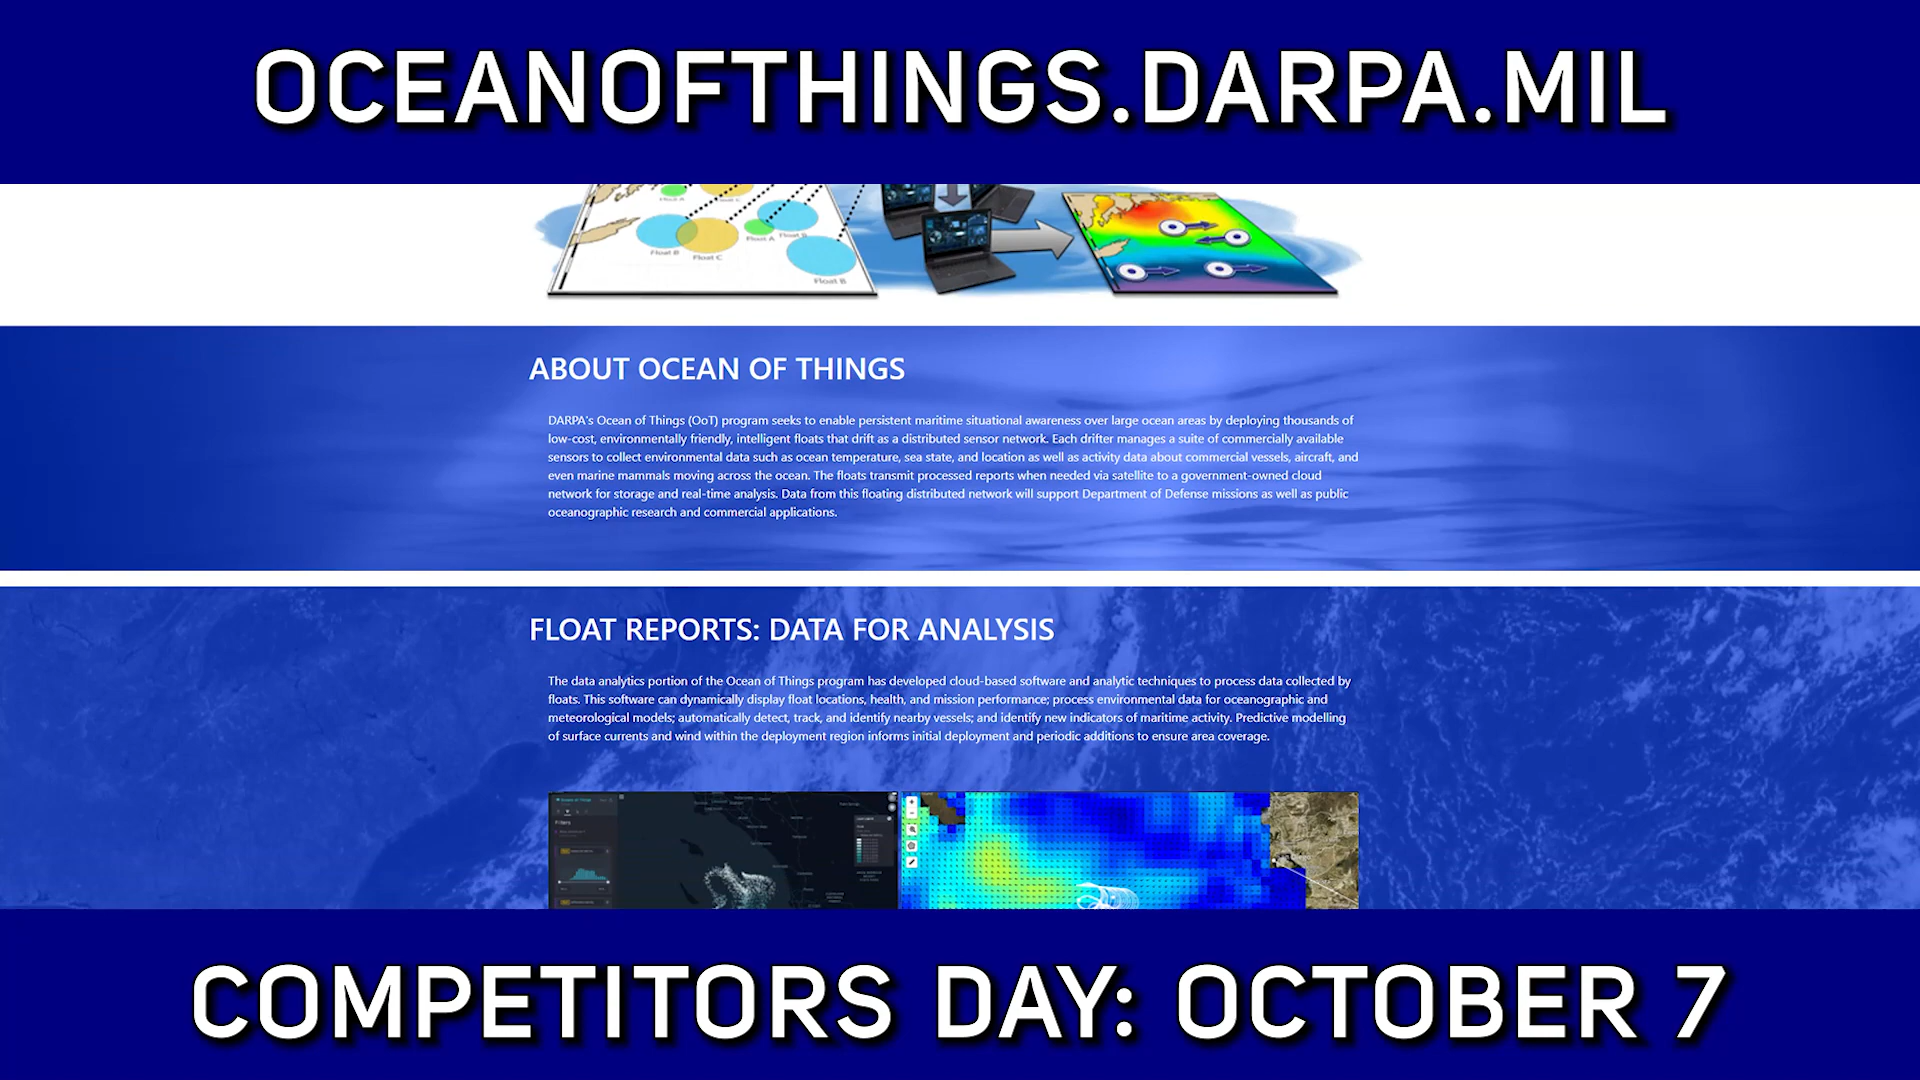 OCEANOFTHINGS.DARPA.MIL
Float A
Float B
Float B
Float C
Float B
ABOUT OCEAN OF THINGS
DARPA's Ocean of Things (OoT) program seeks to enable persistent maritime situational awareness over large ocean areas by deploying thousands of
low-cost, environmentally friendly, intelligent floats that drift as a distributed sensor network. Each drifter manages a suite of commercially available
sensors to collect environmental data such as ocean temperature, sea state, and location as well as activity data about commercial vessels, aircraft, and
even marine mammals moving across the ocean. The floats transmit processed reports when needed via satellite to a government-owned cloud
network for storage and real-time analysis. Data from this floating distributed network will support Department of Defense missions as well as public
oceanographic research and commercial applications.
FLOAT REPORTS: DATA FOR ANALYSIS
The data analytics portion of the Ocean of Things program has developed cloud-based software and analytic techniques to process data collected by
floats. This software can dynamically display float locations, health, and mission performance; process environmental data for oceanographic and
meteorological models; automatically detect, track, and identify nearby vessels; and identify new indicators of maritime activity. Predictive modelling
of surface currents and wind within the deployment region informs initial deployment and periodic additions to ensure area coverage.
Ocean of Things
Filters
COMPETITORS DAY: OCTOBER 7